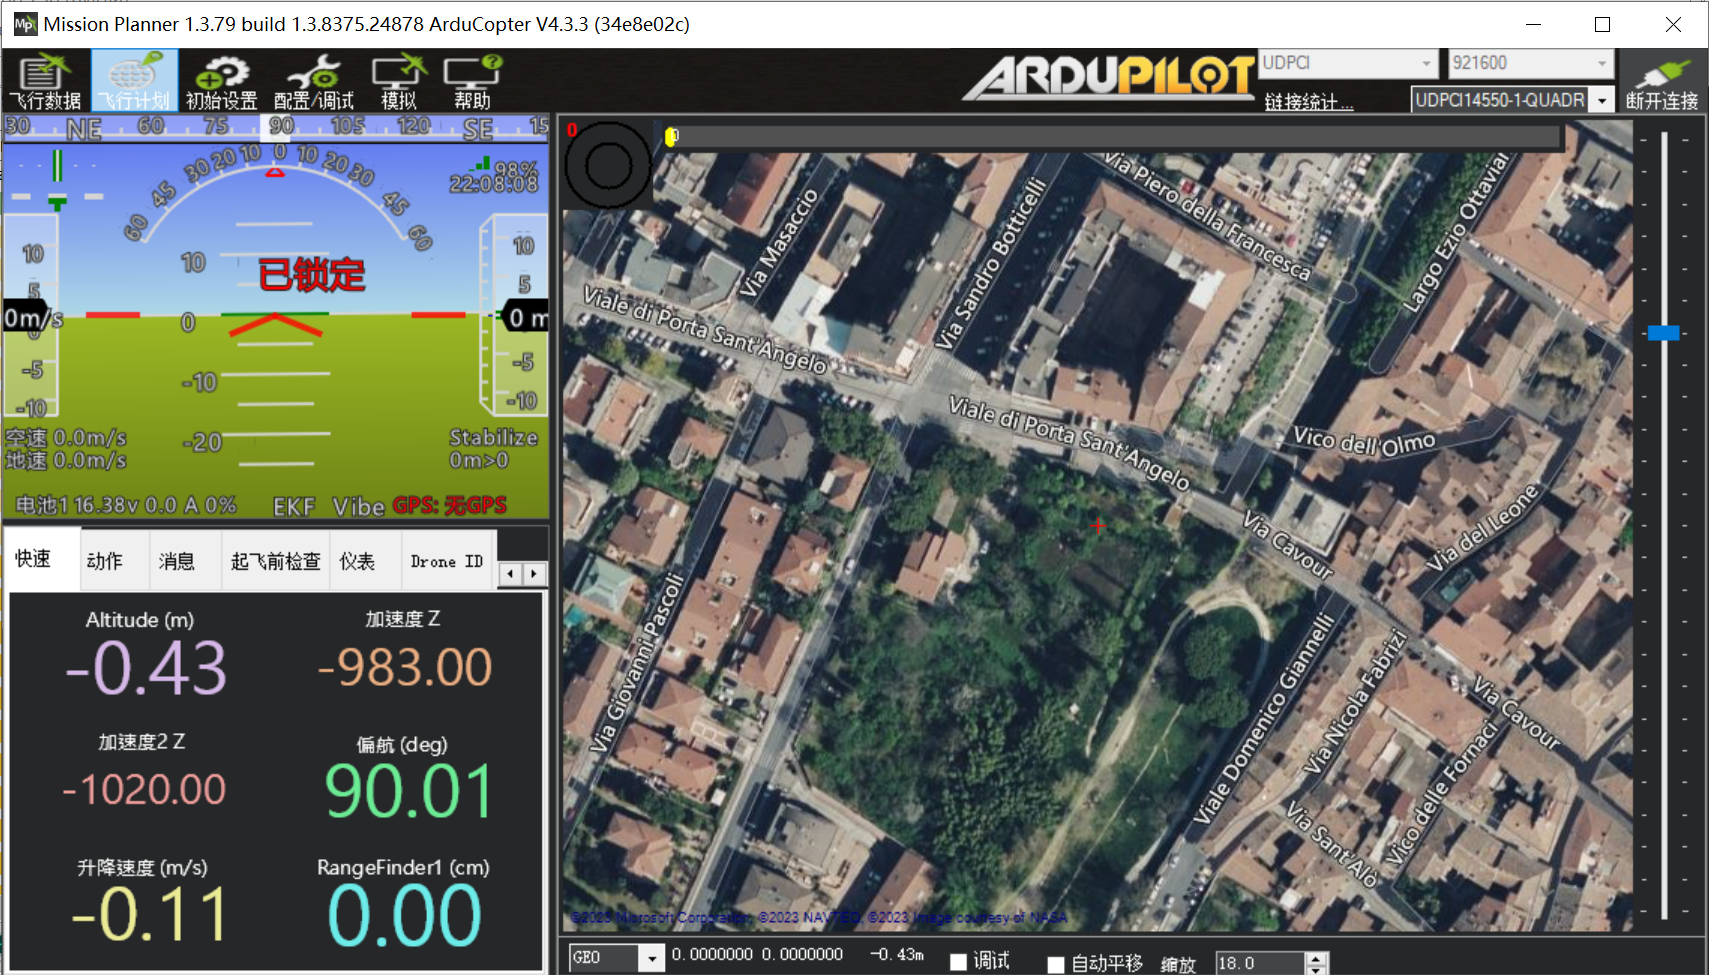 Mission Planner 1.3.79 build 1.3.8375.24878 ArduCopter V4.3.3 (34e8e02c)
飞行数据 飞行计划 初始设置 配置/调试 模拟 帮助
ARDUPILOT
UDPCI 921600
链接统计... UDPCI14550-1-QUADR 断开连接
30 NE 60 75 90 105 120 SE 15
60 45 30 20 10 0 10 20 30 45 60
98%
22:08:08
10 10 10
已锁定
5 5
0m/s 0 0 m
0
-5 -10 -5
-10 -10
空速 0.0m/s -20 Stabilize
地速 0.0m/s 0m>0
电池1 16.38v 0.0 A 0% EKF Vibe GPS: 无GPS
快速 动作 消息 起飞前检查 仪表 Drone ID
Altitude (m) 加速度 Z
-0.43 -983.00
加速度2 Z 偏航 (deg)
-1020.00 90.01
升降速度 (m/s) RangeFinder1 (cm)
-0.11 0.00
0
0
Via Masaccio
Via Sandro Botticelli
Via Piero della Francesca
Largo Ezio Ottaviani
Viale di Porta Sant'Angelo
Viale di Porta Sant'Angelo
Vico dell'Olmo
Via Cavour
Via del Leone
Via Giovanni Pascoli
Viale Domenico Giannelli
Via Nicola Fabrizi
Via Cavour
Vico delle Fornaci
Via Sant'Alò
©2023 Microsoft Corporation, ©2023 NAVTEQ, ©2023 Image courtesy of NASA
GEO 0.0000000 0.0000000 -0.43m 调试 自动平移 缩放 18.0